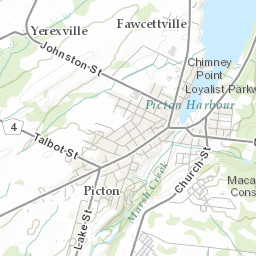 Fawcettville
Yerexville
Johnston-St
Chimney
Point
Loyalist Parkw
Picton Harbour
4
Talbot-St
Church-St
Marsh Creek
Maca
Cons
Picton
Lake-St